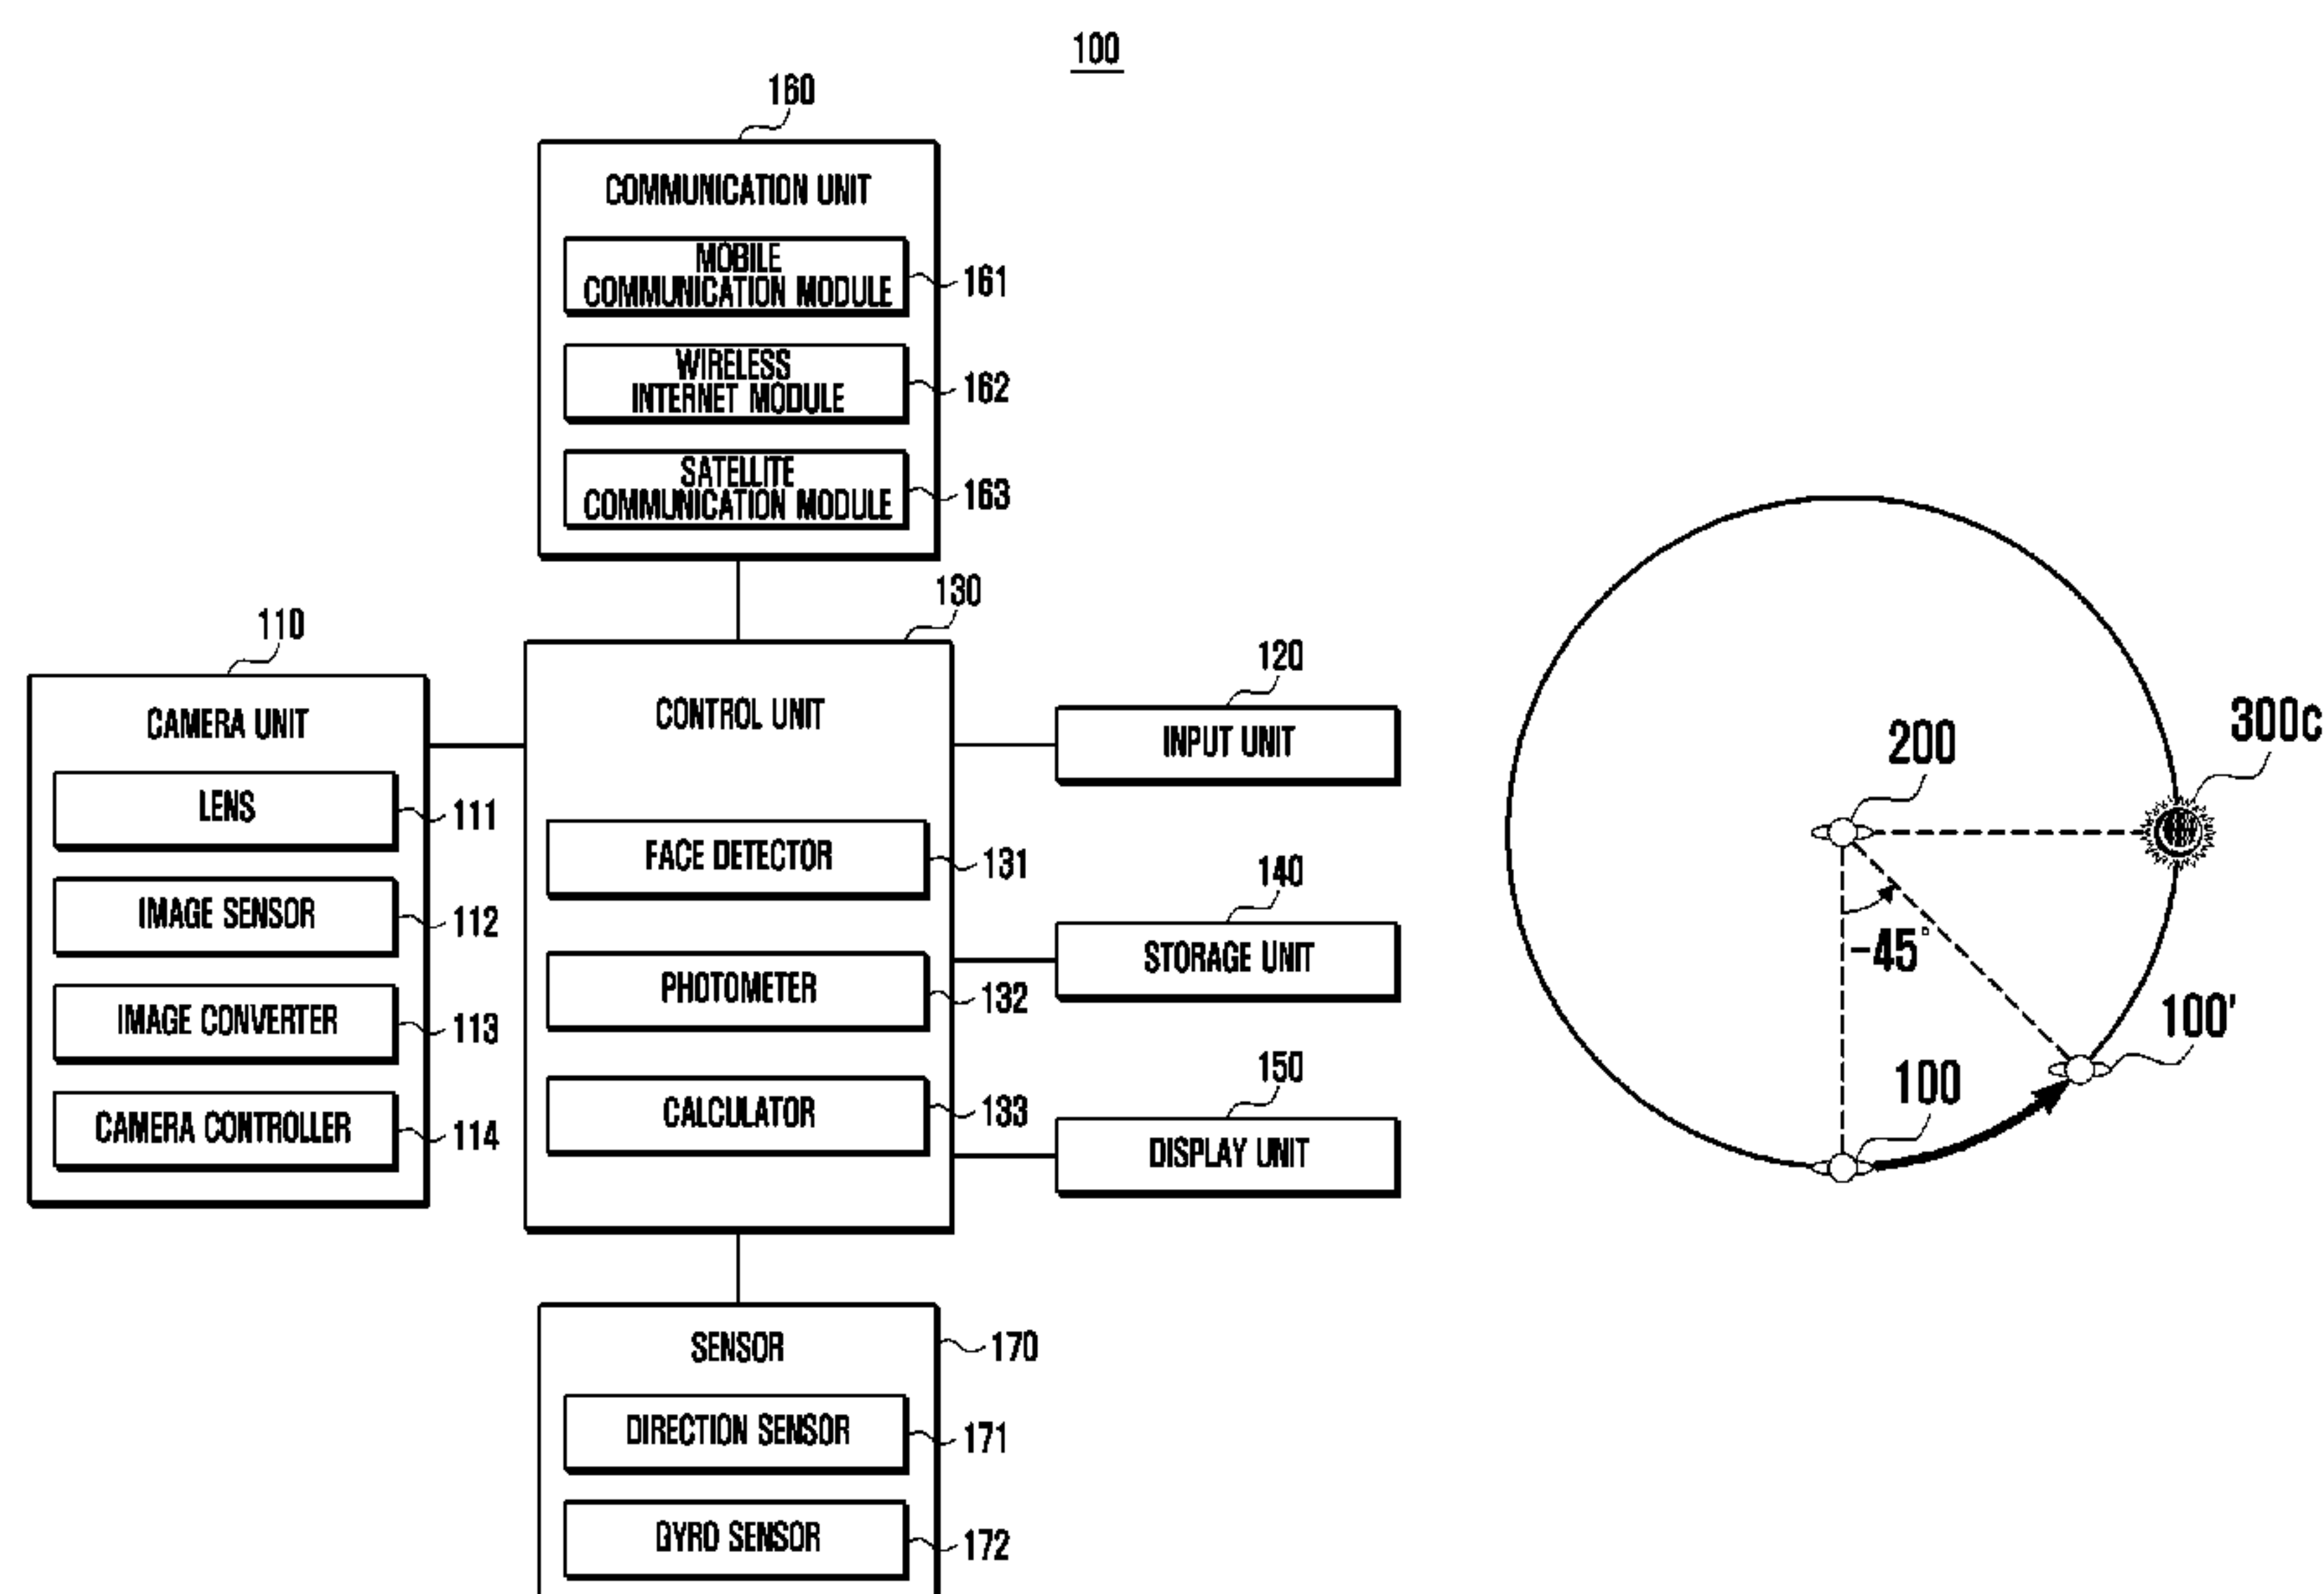 100
160
COMMUNICATION UNIT
MOBILE
COMMUNICATION MODULE
161
WIRELESS
INTERNET MODULE
162
SATELLITE
COMMUNICATION MODULE
163
110
CAMERA UNIT
LENS
111
IMAGE SENSOR
112
IMAGE CONVERTER
113
CAMERA CONTROLLER
114
130
CONTROL UNIT
FACE DETECTOR
131
PHOTOMETER
132
CALCULATOR
133
120
INPUT UNIT
140
STORAGE UNIT
150
DISPLAY UNIT
SENSOR
170
DIRECTION SENSOR
171
GYRO SENSOR
172
200
300c
-45°
100'
100